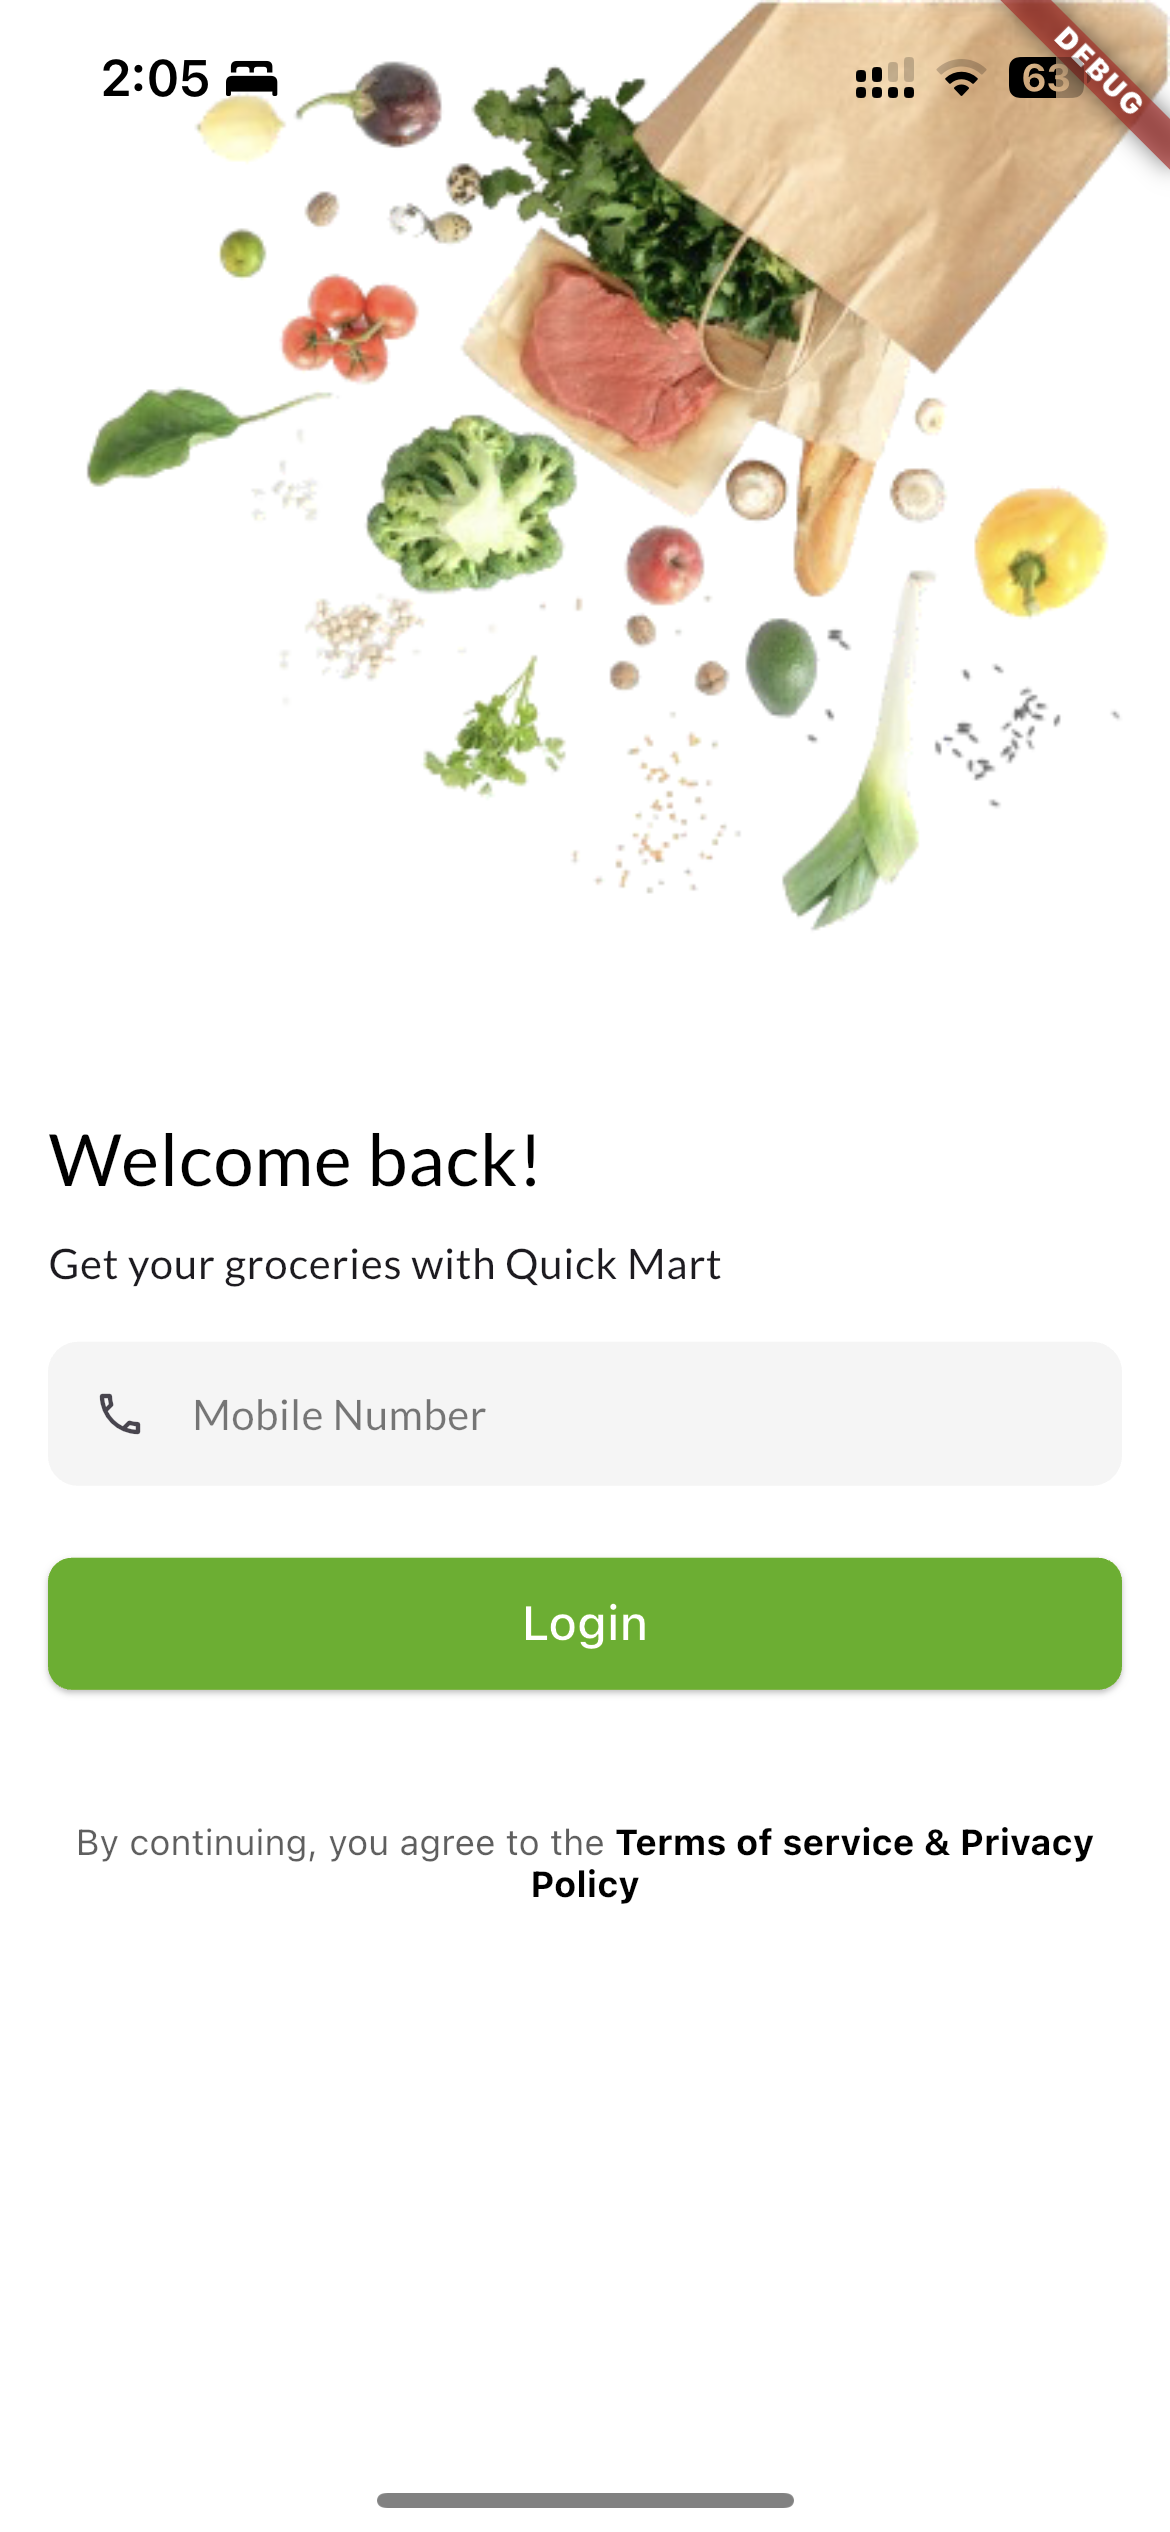 2:05
63
DEBUG
Welcome back!
Get your groceries with Quick Mart
Mobile Number
Login
By continuing, you agree to the Terms of service & Privacy
Policy